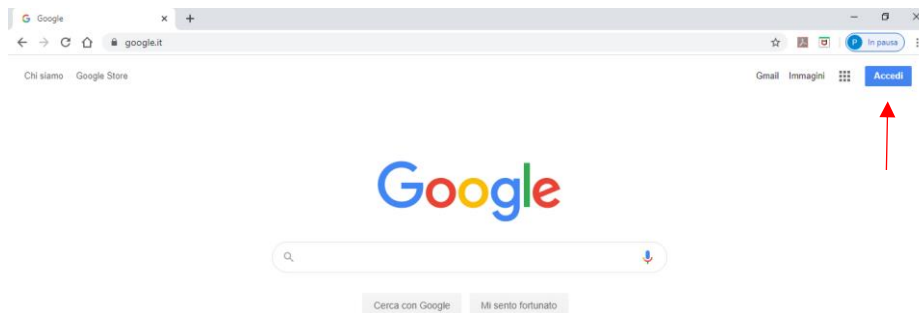 Google
google.it
P In pausa
Chi siamo Google Store
Gmail Immagini Accedi
Google
Cerca con Google Mi sento fortunato